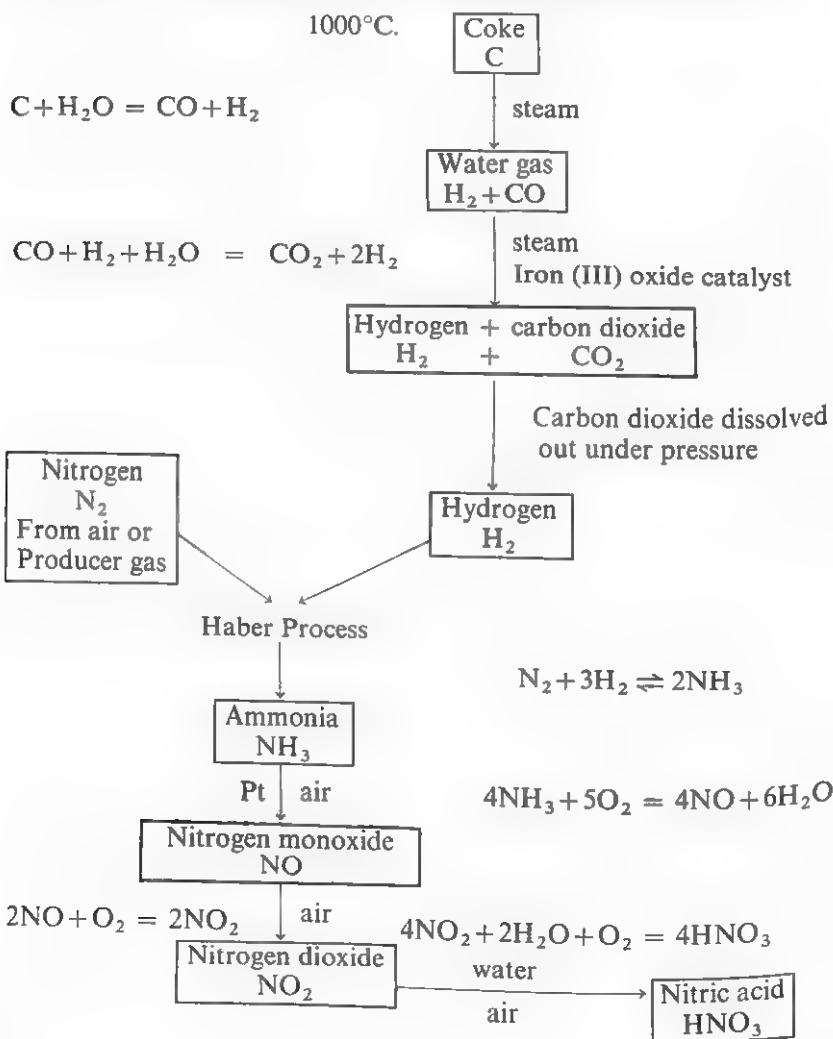 1000°C.
Coke
C
C+H₂O = CO+H₂
steam
Water gas
H₂+CO
CO+H₂+H₂O = CO₂+2H₂
steam
Iron (III) oxide catalyst
Hydrogen + carbon dioxide
H₂ + CO₂
Carbon dioxide dissolved
out under pressure
Nitrogen
N₂
From air or
Producer gas
Hydrogen
H₂
Haber Process
N₂+3H₂⇌2NH₃
Ammonia
NH₃
Pt air
4NH₃+5O₂ = 4NO+6H₂O
Nitrogen monoxide
NO
2NO+O₂ = 2NO₂
air
4NO₂+2H₂O+O₂ = 4HNO₃
Nitrogen dioxide
NO₂
water
air
Nitric acid
HNO₃